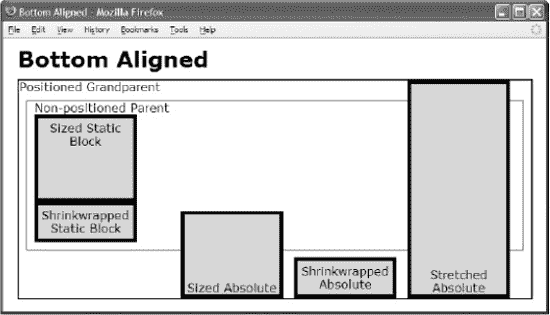 Bottom Aligned - Mozilla Firefox
File Edit View History Bookmarks Tools Help
Bottom Aligned
Positioned Grandparent
Non-positioned Parent
Sized Static
Block
Shrinkwrapped
Static Block
Sized Absolute
Shrinkwrapped
Absolute
Stretched
Absolute